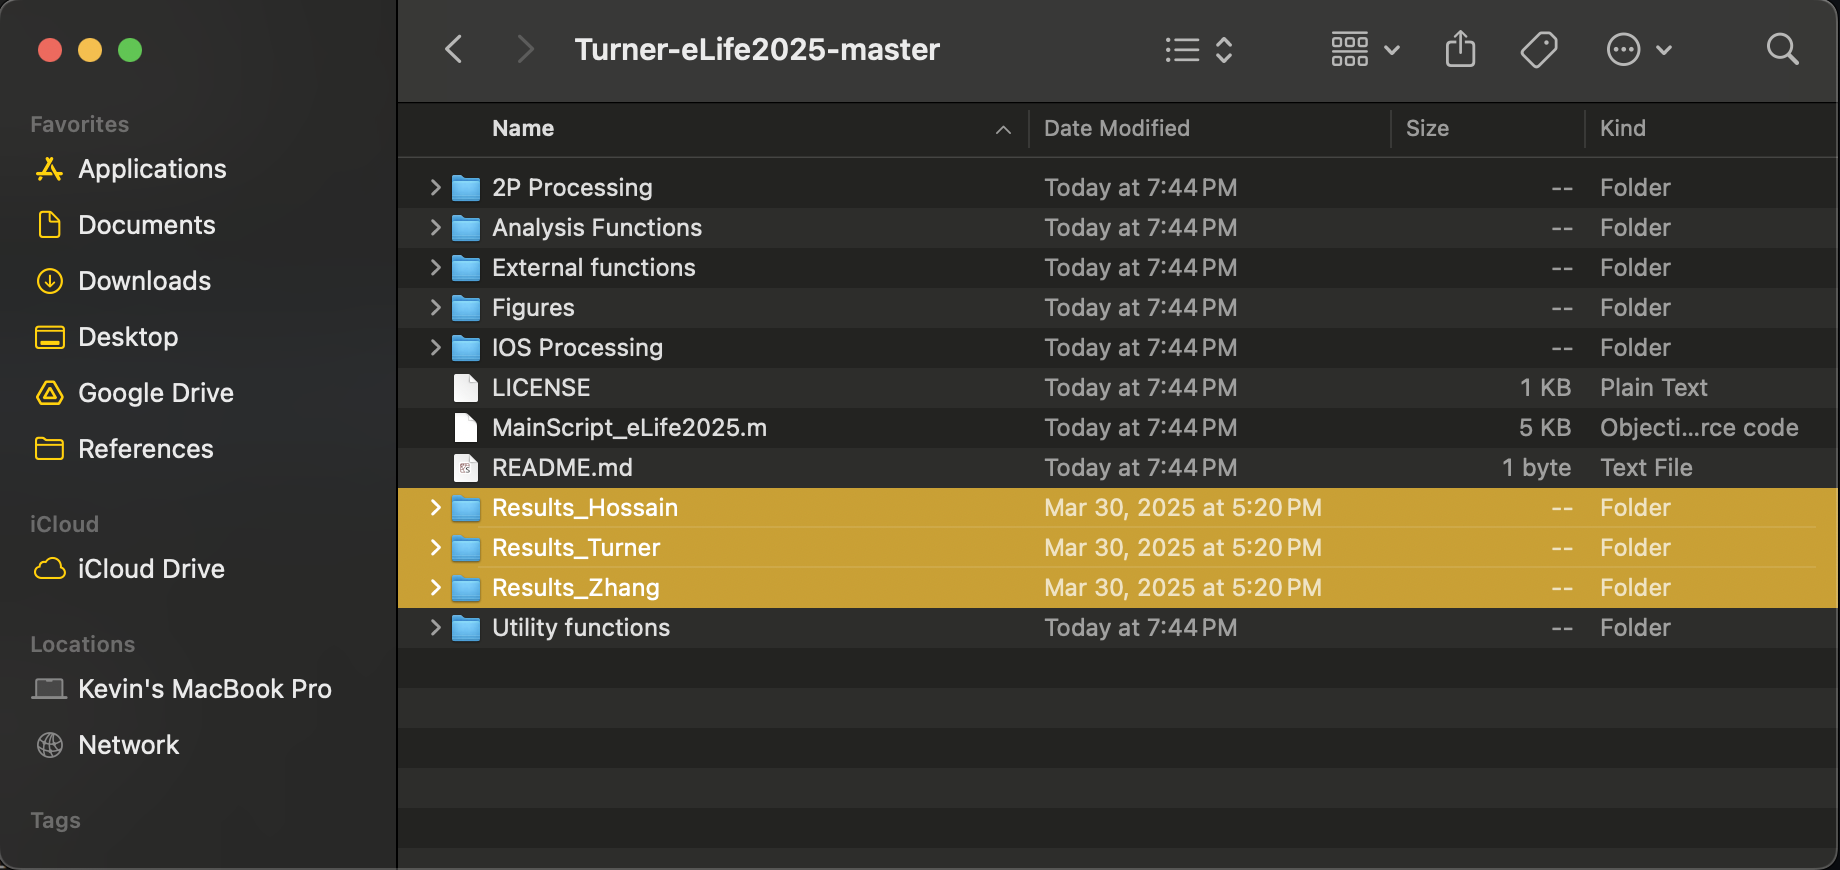 Turner-eLife2025-master
Favorites
Applications
Documents
Downloads
Desktop
Google Drive
References
iCloud
iCloud Drive
Locations
Kevin's MacBook Pro
Network
Tags
Name Date Modified Size Kind
2P Processing Today at 7:44 PM -- Folder
Analysis Functions Today at 7:44 PM -- Folder
External functions Today at 7:44 PM -- Folder
Figures Today at 7:44 PM -- Folder
IOS Processing Today at 7:44 PM -- Folder
LICENSE Today at 7:44 PM 1 KB Plain Text
MainScript_eLife2025.m Today at 7:44 PM 5 KB Objecti...rce code
README.md Today at 7:44 PM 1 byte Text File
Results_Hossain Mar 30, 2025 at 5:20 PM -- Folder
Results_Turner Mar 30, 2025 at 5:20 PM -- Folder
Results_Zhang Mar 30, 2025 at 5:20 PM -- Folder
Utility functions Today at 7:44 PM -- Folder